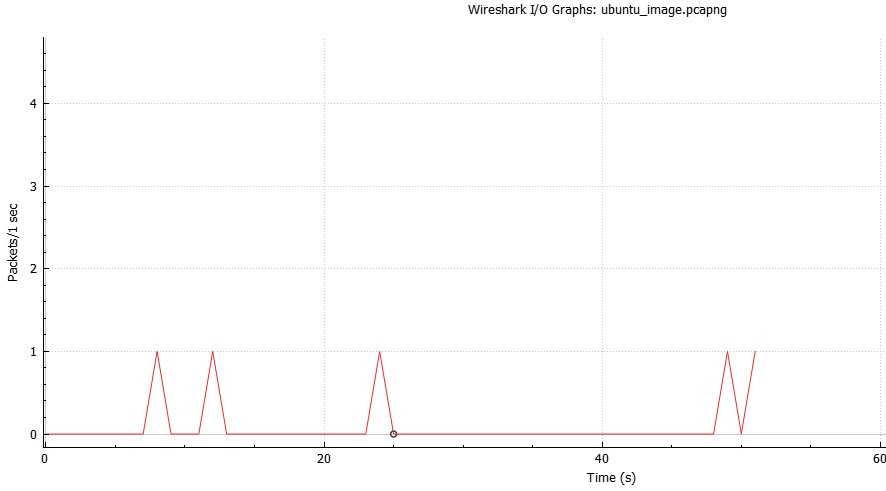 Wireshark I/O Graphs: ubuntu_image.pcapng
4
3
2
1
0
Packets/1 sec
0 20 40 60
Time (s)